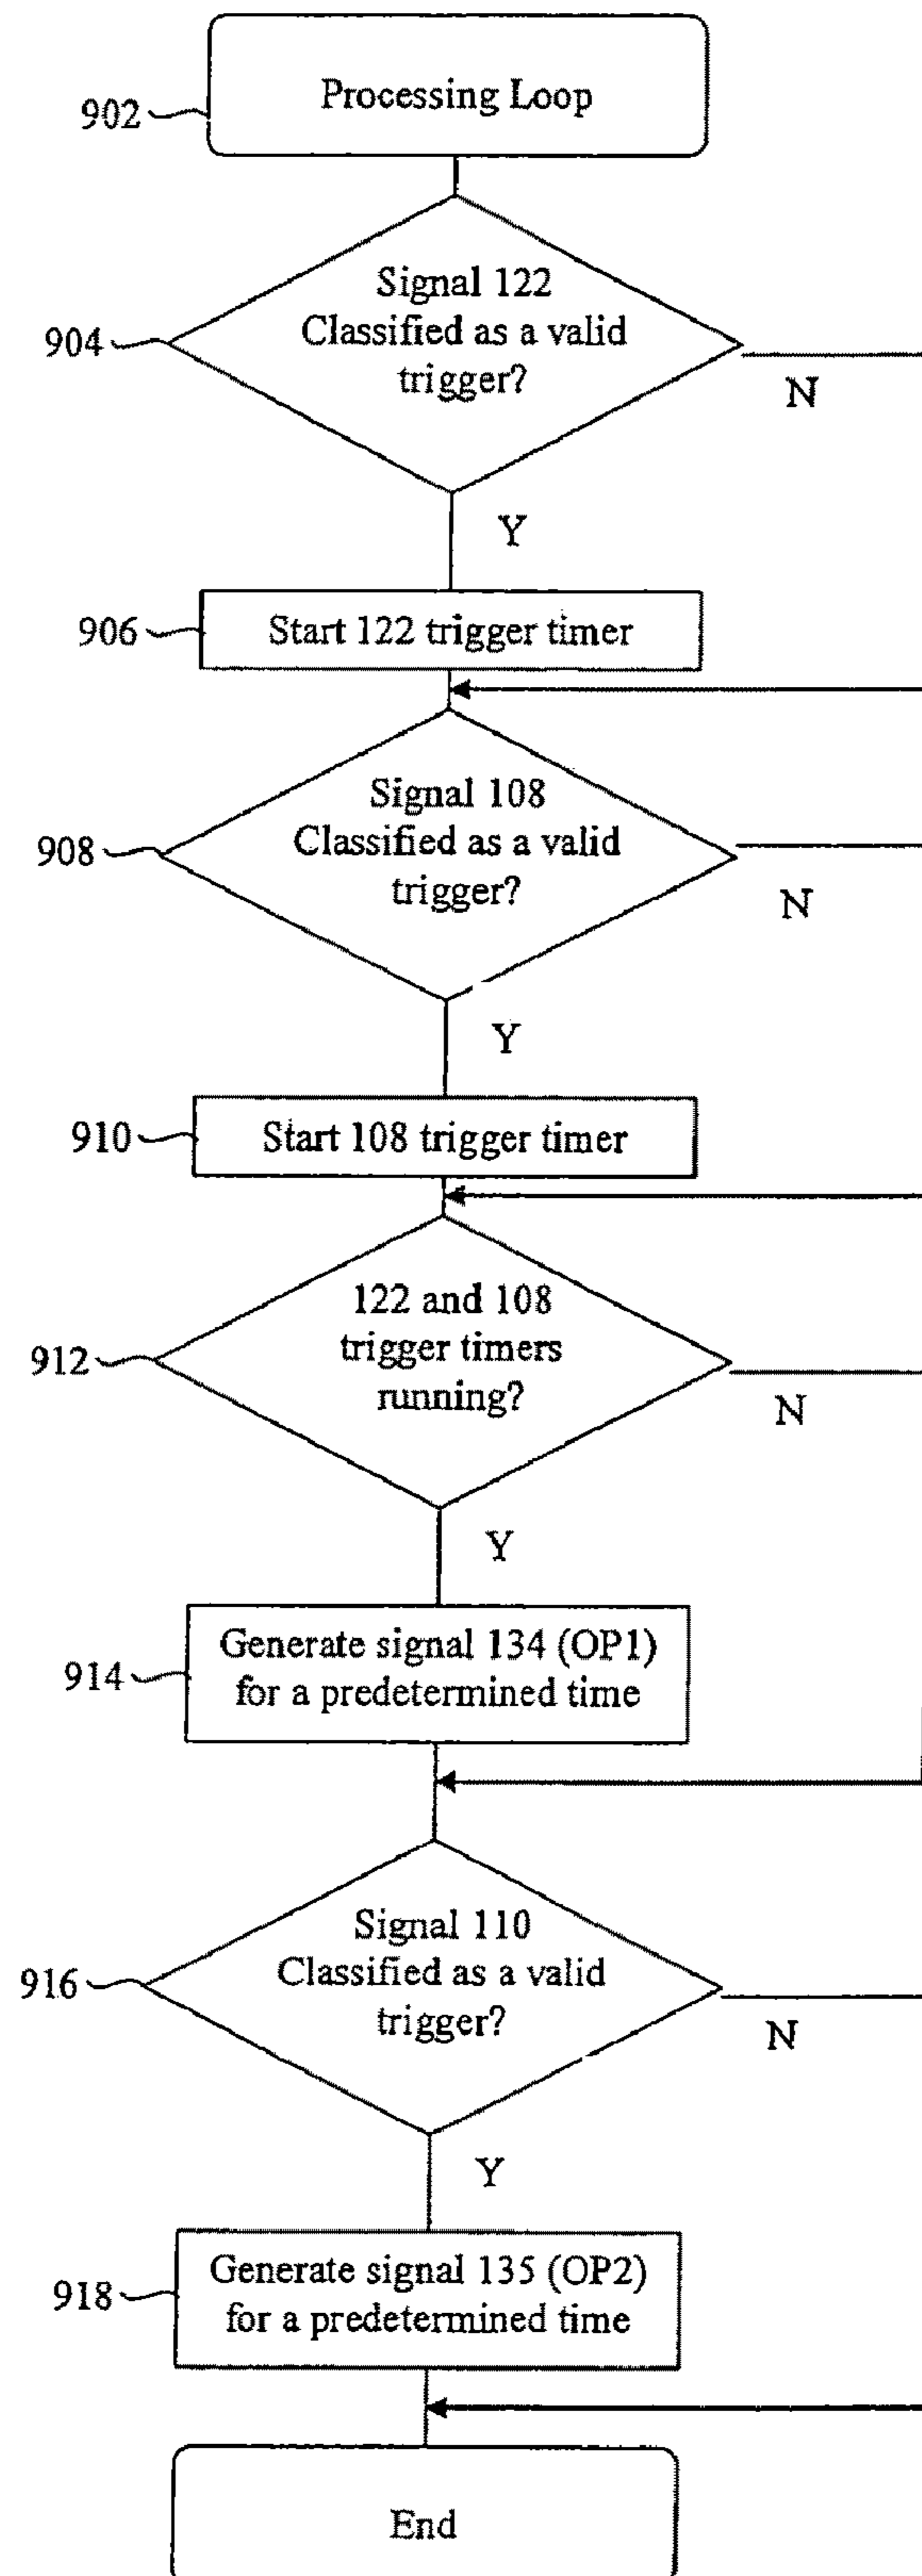 Processing Loop
902
Signal 122
904
Classified as a valid
trigger?
N
Y
906
Start 122 trigger timer
Signal 108
908
Classified as a valid
trigger?
N
Y
910
Start 108 trigger timer
122 and 108
912
trigger timers
running?
N
Y
Generate signal 134 (OP1)
914
for a predetermined time
Signal 110
916
Classified as a valid
trigger?
N
Y
Generate signal 135 (OP2)
918
for a predetermined time
End